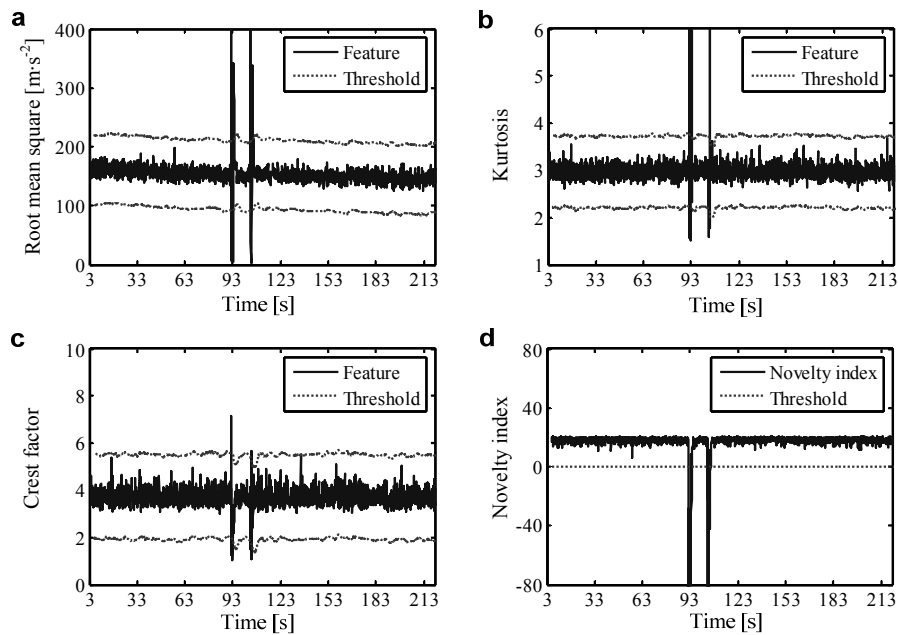 a
Root mean square [m·s-2]
400
300
200
100
0
Feature
Threshold
3 33 63 93 123 153 183 213
Time [s]
b
Kurtosis
6
5
4
3
2
1
Feature
Threshold
3 33 63 93 123 153 183 213
Time [s]
c
Crest factor
10
8
6
4
2
0
Feature
Threshold
3 33 63 93 123 153 183 213
Time [s]
d
Novelty index
80
40
0
-40
-80
Novelty index
Threshold
3 33 63 93 123 153 183 213
Time [s]